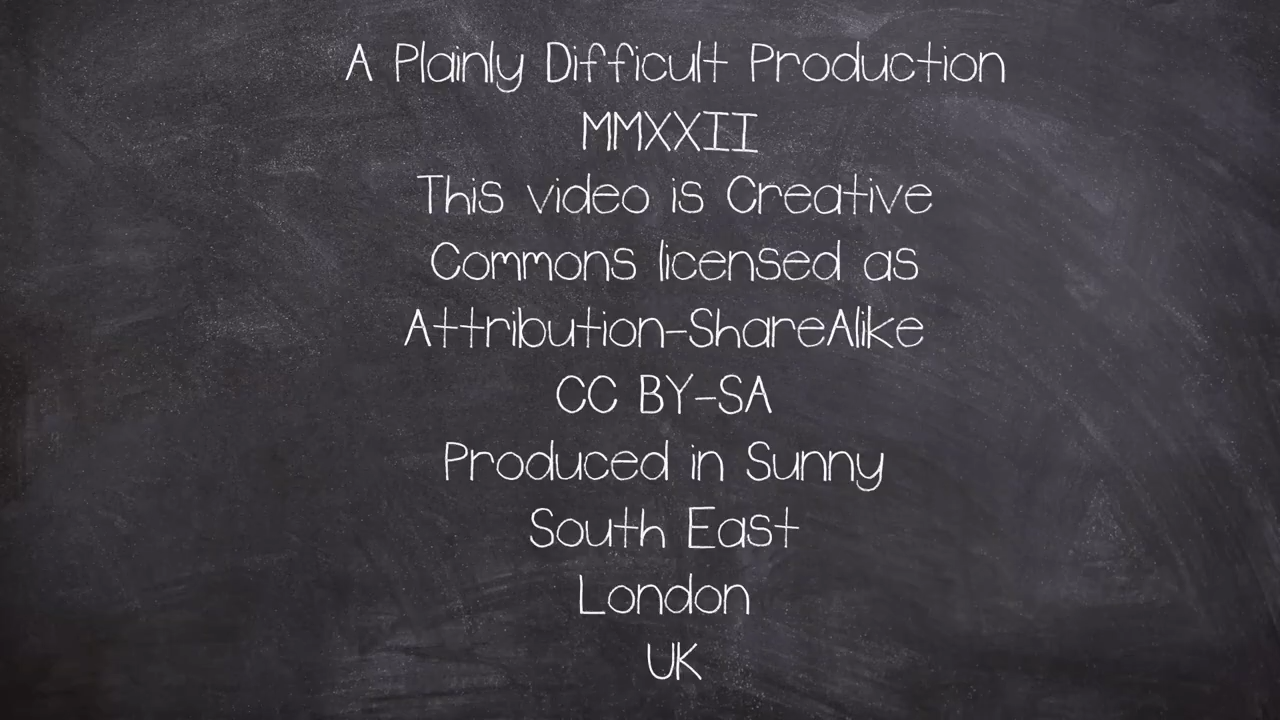 A Plainly Difficult Production
MMXXII
This video is Creative
Commons licensed as
Attribution-ShareAlike
CC BY-SA
Produced in Sunny
South East
London
UK